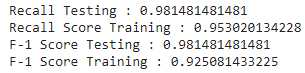 Recall Testing : 0.981481481481
Recall Score Training : 0.953020134228
F-1 Score Testing : 0.981481481481
F-1 Score Training : 0.925081433225